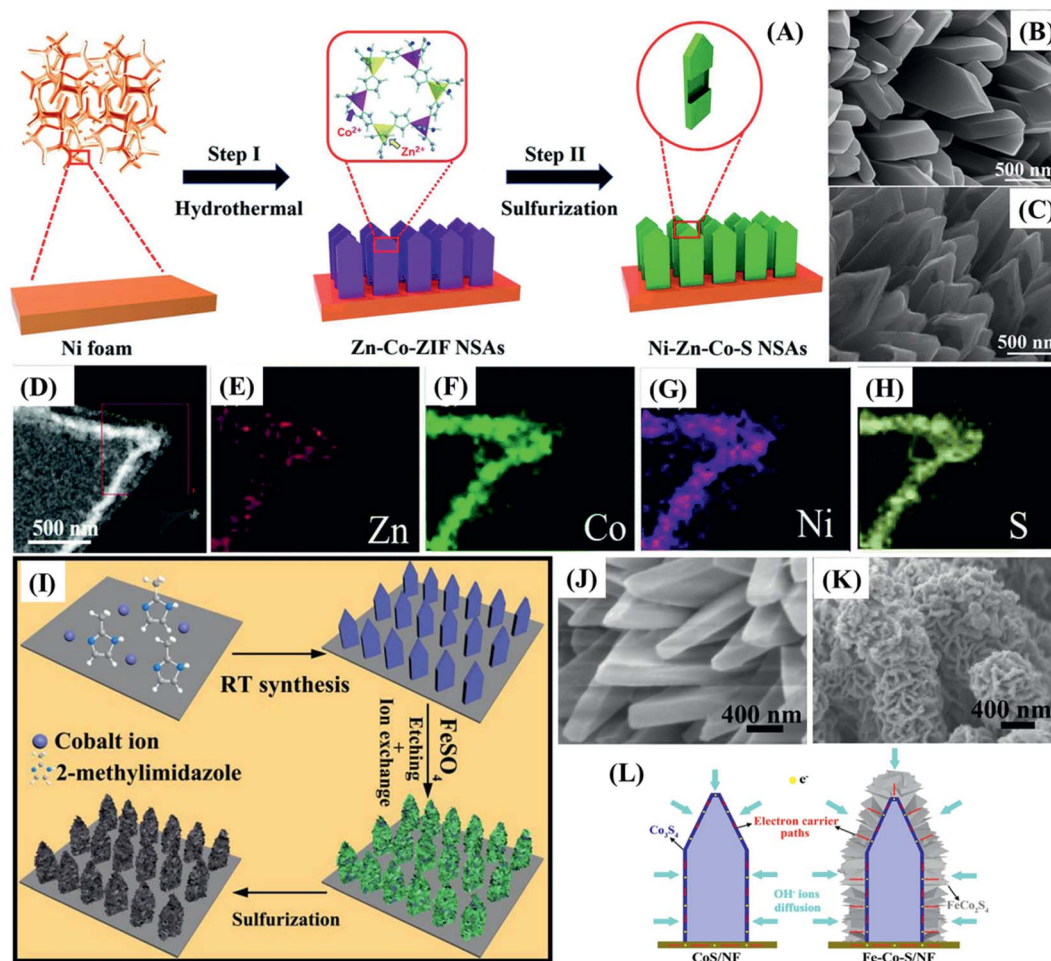 (A)
Co2+
Zn2+
Step I
Hydrothermal
Step II
Sulfurization
Ni foam
Zn-Co-ZIF NSAs
Ni-Zn-Co-S NSAs
(B)
500 nm
(C)
500 nm
(D)
500 nm
(E)
Zn
(F)
Co
(G)
Ni
(H)
S
(I)
RT synthesis
Cobalt ion
2-methylimidazole
FeSO4
Etching
+
Ion exchange
Sulfurization
(J)
400 nm
(K)
400 nm
(L)
e-
Co3S4
Electron carrier
paths
OH- ions
diffusion
FeCo2S4
CoS/NF
Fe-Co-S/NF